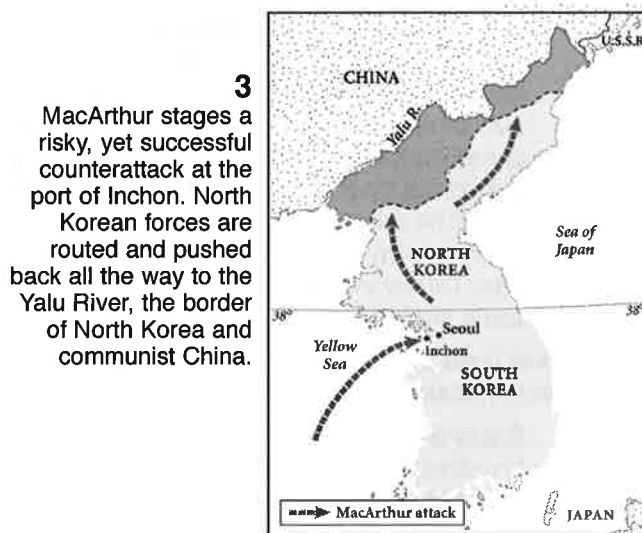 3
MacArthur stages a
risky, yet successful
counterattack at the
port of Inchon. North
Korean forces are
routed and pushed
back all the way to the
Yalu River, the border
of North Korea and
communist China.
U.S.S.R.
CHINA
Yalu R.
Sea of
Japan
NORTH
KOREA
38°
38°
Seoul
Yellow
Sea
Inchon
SOUTH
KOREA
MacArthur attack
JAPAN